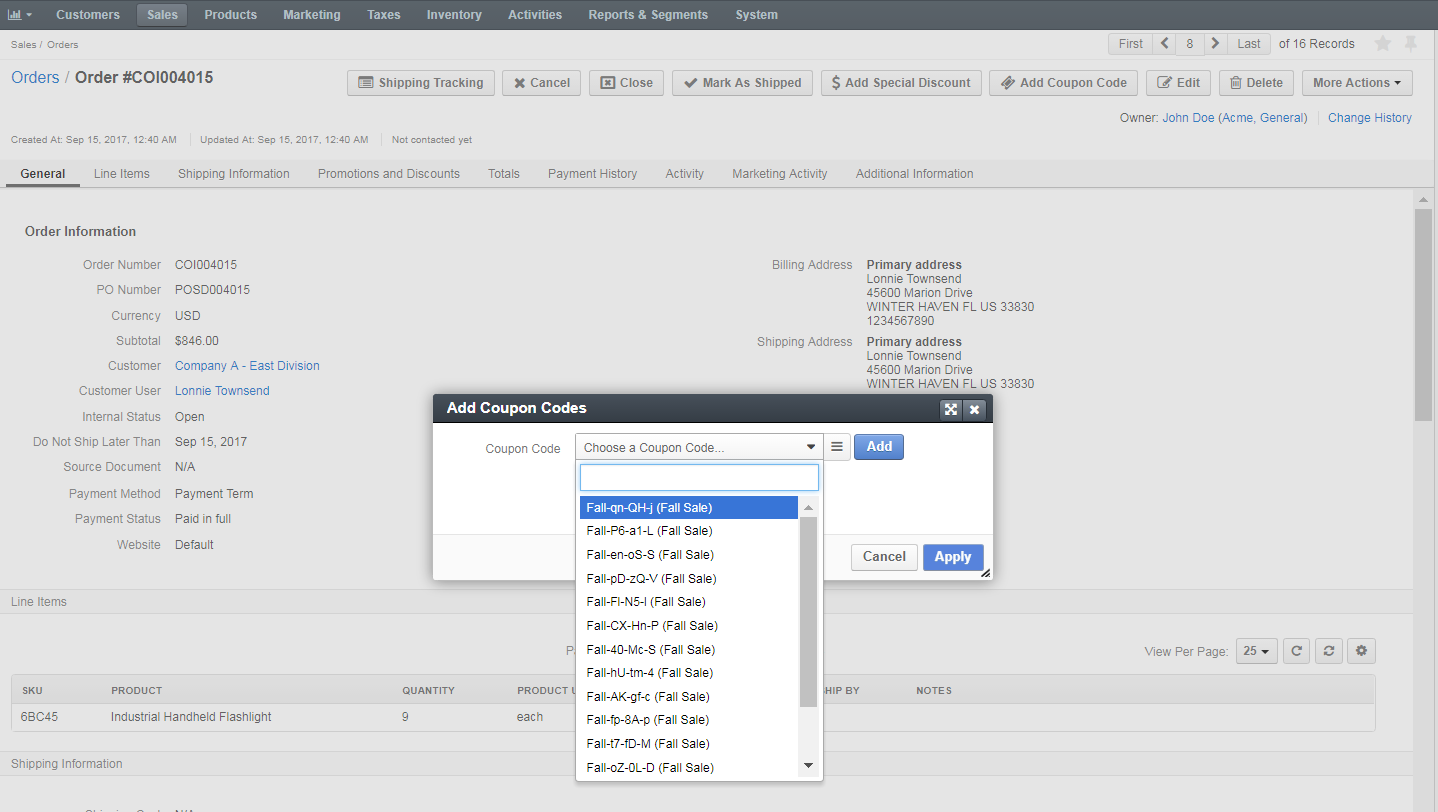 Customers Sales Products Marketing Taxes Inventory Activities Reports & Segments System
Sales / Orders
First 8 Last of 16 Records
Orders / Order #COI004015
Shipping Tracking Cancel Close Mark As Shipped $ Add Special Discount Add Coupon Code Edit Delete More Actions
Owner: John Doe (Acme, General) Change History
Created At: Sep 15, 2017, 12:40 AM Updated At: Sep 15, 2017, 12:40 AM Not contacted yet
General Line Items Shipping Information Promotions and Discounts Totals Payment History Activity Marketing Activity Additional Information
Order Information
Order Number COI004015
PO Number POSD004015
Currency USD
Subtotal $846.00
Customer Company A - East Division
Customer User Lonnie Townsend
Internal Status Open
Do Not Ship Later Than Sep 15, 2017
Source Document N/A
Payment Method Payment Term
Payment Status Paid in full
Website Default
Billing Address Primary address
Lonnie Townsend
45600 Marion Drive
WINTER HAVEN FL US 33830
1234567890
Shipping Address Primary address
Lonnie Townsend
45600 Marion Drive
WINTER HAVEN FL US 33830
Add Coupon Codes
Coupon Code Choose a Coupon Code... Add
Fall-qn-QH-j (Fall Sale)
Fall-P6-a1-L (Fall Sale)
Fall-en-oS-S (Fall Sale)
Fall-pD-zQ-V (Fall Sale)
Fall-Fl-N5-I (Fall Sale)
Fall-CX-Hn-P (Fall Sale)
Fall-40-Mc-S (Fall Sale)
Fall-hU-tm-4 (Fall Sale)
Fall-AK-gf-c (Fall Sale)
Fall-fp-8A-p (Fall Sale)
Fall-t7-fD-M (Fall Sale)
Fall-oZ-0L-D (Fall Sale)
Cancel Apply
Line Items
View Per Page: 25
SKU PRODUCT QUANTITY PRODUCT U SHIP BY NOTES
6BC45 Industrial Handheld Flashlight 9 each
Shipping Information